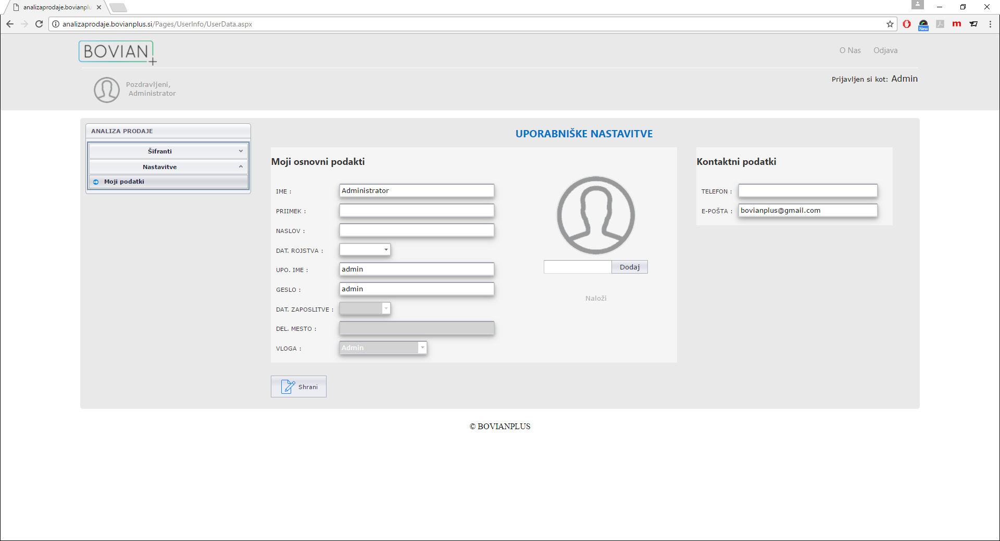 analizaprodaje.bovianplu
analizaprodaje.bovianplus.si/Pages/UserInfo/UserData.aspx
New
m
BOVIAN+
O Nas Odjava
Pozdravljeni,
Administrator
Prijavljen si kot: Admin
ANALIZA PRODAJE
Šifranti
Nastavitve
Moji podatki
UPORABNIŠKE NASTAVITVE
Moji osnovni podakti
IME : Administrator
PRIIMEK :
NASLOV :
DAT. ROJSTVA :
UPO. IME : admin
GESLO : admin
DAT. ZAPOSLITVE :
DEL. MESTO :
VLOGA : Admin
Dodaj
Naloži
Kontaktni podatki
TELEFON :
E-POŠTA : bovianplus@gmail.com
Shrani
© BOVIANPLUS